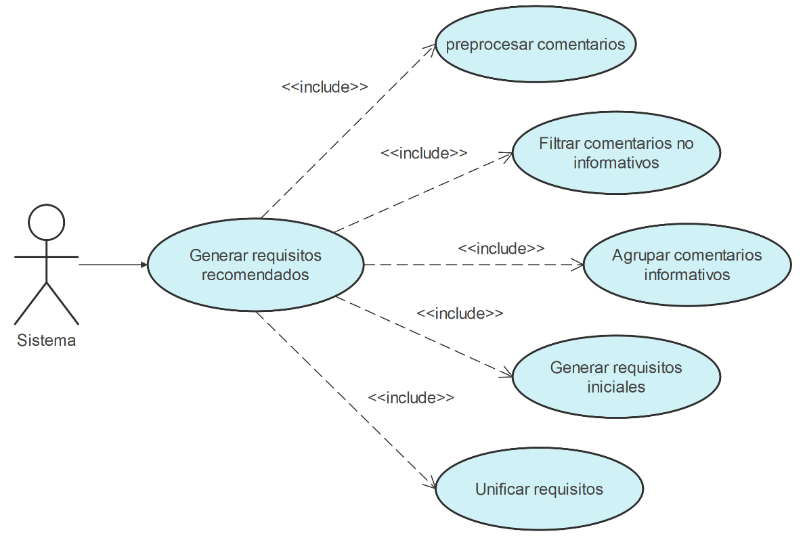 preprocesar comentarios
<<include>>
Filtrar comentarios no
informativos
<<include>>
Generar requisitos
recomendados
<<include>>
Agrupar comentarios
informativos
Sistema
<<include>>
Generar requisitos
iniciales
<<include>>
Unificar requisitos